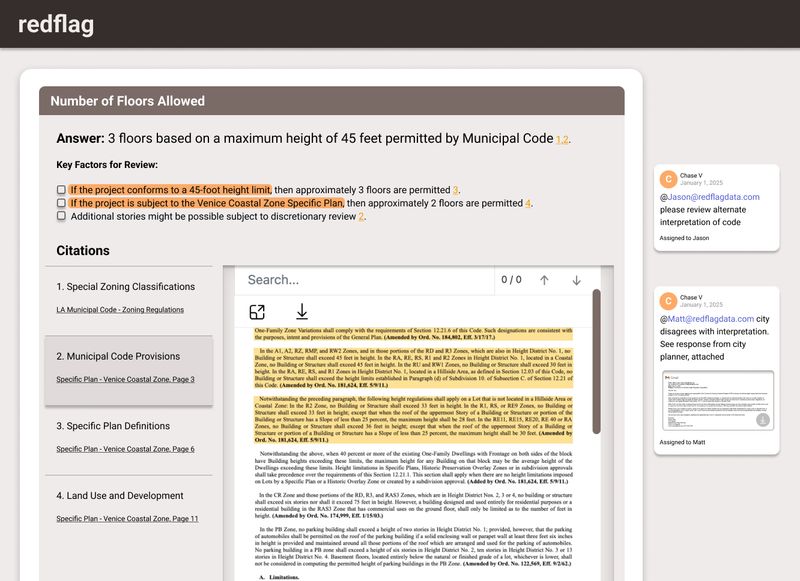 redflag
Number of Floors Allowed
Answer: 3 floors based on a maximum height of 45 feet permitted by Municipal Code 1,2.
Key Factors for Review:
If the project conforms to a 45-foot height limit, then approximately 3 floors are permitted 3.
If the project is subject to the Venice Coastal Zone Specific Plan, then approximately 2 floors are permitted 4.
Additional stories might be possible subject to discretionary review 2.
Citations
1. Special Zoning Classifications
LA Municipal Code - Zoning Regulations
2. Municipal Code Provisions
Specific Plan - Venice Coastal Zone, Page 3
3. Specific Plan Definitions
Specific Plan - Venice Coastal Zone, Page 6
4. Land Use and Development
Specific Plan - Venice Coastal Zone, Page 11
Search...
0 / 0
One-Family Zone Variations shall comply with the requirements of Section 12.21.6 of this Code. Such designations are consistent with
the purposes, intent and provisions of the General Plan. (Amended by Ord. No. 184,802, Eff. 3/17/17.)
In the A1, A2, RZ, RMP, and RW2 Zones, and in those portions of the RD and R3 Zones, which are also in Height District No. 1, no
Building or Structure shall exceed 45 feet in height. In the RA, RE, RS, R1 and R2 Zones in Height District No. 1, located in a Coastal
Zone, no Building or Structure shall exceed 45 feet in height. In the RU and RW1 Zones, no Building or Structure shall exceed 30 feet in
height. In the RA, RE, RS, and R1 Zones in Height District No. 1, located in a Hillside Area, as defined in Section 12.03 of this Code, no
Building or Structure shall exceed the height limits established in Paragraph (d) of Subdivision 10. of Subsection C. of Section 12.21 of
this Code. (Amended by Ord. No. 181,624, Eff. 5/9/11.)
Notwithstanding the preceding paragraph, the following height regulations shall apply on a Lot that is not located in a Hillside Area or
Coastal Zone: In the R2 Zone, no Building or Structure shall exceed 33 feet in height. In the R1, RS, or RE9 Zones, no Building or
Structure shall exceed 33 feet in height; except that when the roof of the uppermost Story of a Building or Structure or portion of the
Building or Structure has a Slope of less than 25 percent, the maximum height shall be 28 feet. In the RE11, RE15, RE20, RE 40 or RA
Zones, no Building or Structure shall exceed 36 feet in height; except that when the roof of the uppermost Story of a Building or
Structure or portion of a Building or Structure has a Slope of less than 25 percent, the maximum height shall be 30 feet. (Amended by
Ord. No. 181,624, Eff. 5/9/11.)
Notwithstanding the above, when 40 percent or more of the existing One-Family Dwellings with Frontage on both sides of the block
have Building heights exceeding these limits, the maximum height for any Building on that block may be the average height of the
Dwellings exceeding these limits. Height limitations in Specific Plans, Historic Preservation Overlay Zones or in subdivision approvals
shall take precedence over the requirements of this Section 12.21.1. This section shall apply when there are no height limitations imposed
on Lots by a Specific Plan or a Historic Overlay Zone or created by a subdivision approval. (Added by Ord. No. 181,624, Eff. 5/9/11.)
In the CR Zone and those portions of the RD, R3, and RAS3 Zones, which are in Height District Nos. 2, 3 or 4, no building or structure
shall exceed six stories nor shall it exceed 75 feet in height. However, a building designed and used entirely for residential purposes or a
residential building in the RAS3 Zone that has commercial uses on the ground floor, shall only be limited as to the number of feet in
height. (Amended by Ord. No. 174,999, Eff. 1/15/03.)
In the PB Zone, no parking building shall exceed a height of two stories in Height District No. 1; provided, however, that the parking
of automobiles shall be permitted on the roof of the parking building if a solid enclosing wall or parapet wall at least three feet six inches
in height is provided and maintained around all those portions of the roof which are arranged and used for the parking of automobiles.
No parking building in a PB zone shall exceed a height of six stories in Height District No. 2, ten stories in Height District No. 3 or 13
stories in Height District No. 4. Basement floors, located entirely below the natural or finished grade of a lot, whichever is lower, shall
not be considered in computing the permitted height of parking buildings in the PB Zone. (Amended by Ord. No. 122,569, Eff. 9/2/62.)
A. Limitations.
C
Chase V
January 1, 2025
@Jason@redflagdata.com
please review alternate
interpretation of code
Assigned to Jason
C
Chase V
January 1, 2025
@Matt@redflagdata.com city
disagrees with interpretation.
See response from city
planner, attached
Assigned to Matt